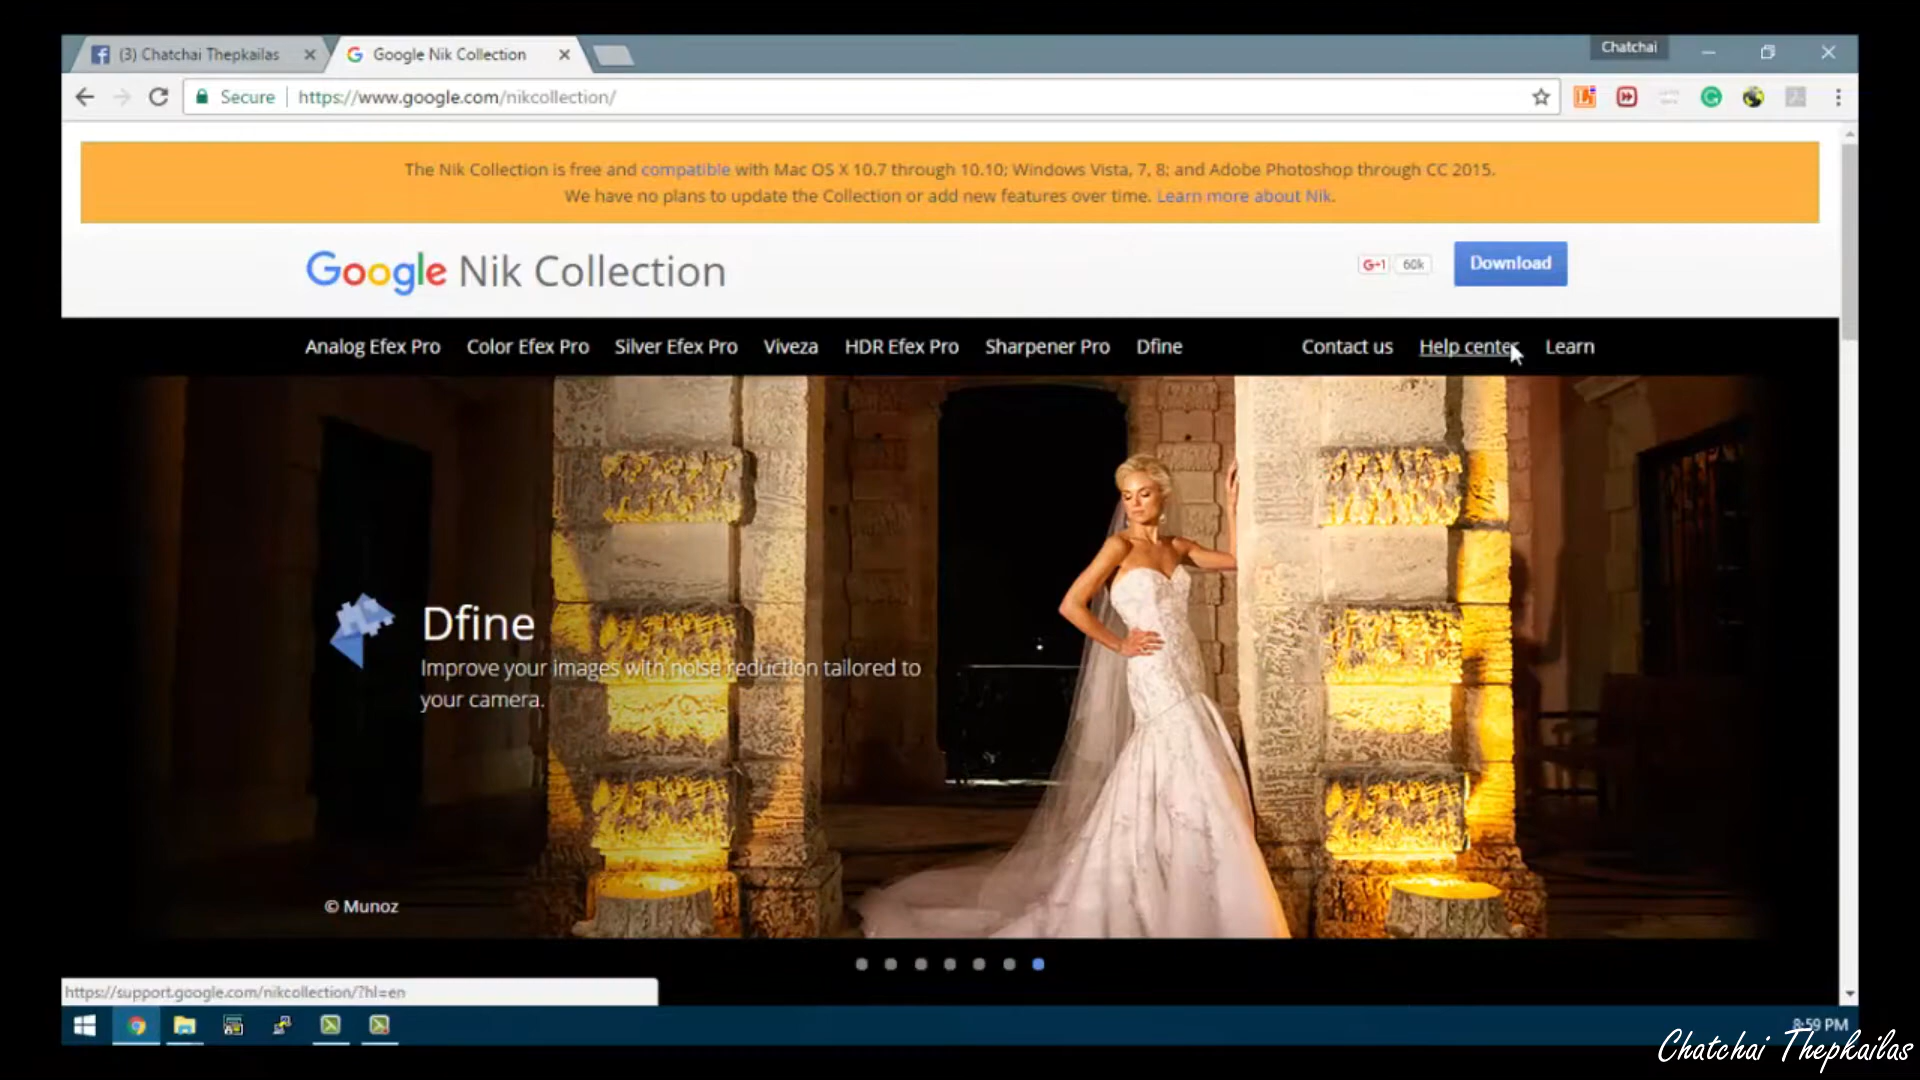 (3) Chatchai Thepkailas
Google Nik Collection
Chatchai
Secure
https://www.google.com/nikcollection/
The Nik Collection is free and compatible with Mac OS X 10.7 through 10.10; Windows Vista, 7, 8; and Adobe Photoshop through CC 2015.
We have no plans to update the Collection or add new features over time. Learn more about Nik.
Google Nik Collection
G+1
60k
Download
Analog Efex Pro
Color Efex Pro
Silver Efex Pro
Viveza
HDR Efex Pro
Sharpener Pro
Dfine
Contact us
Help center
Learn
Dfine
Improve your images with noise reduction tailored to
your camera.
© Munoz
https://support.google.com/nikcollection/?hl=en
8:59 PM
Chatchai Thepkailas